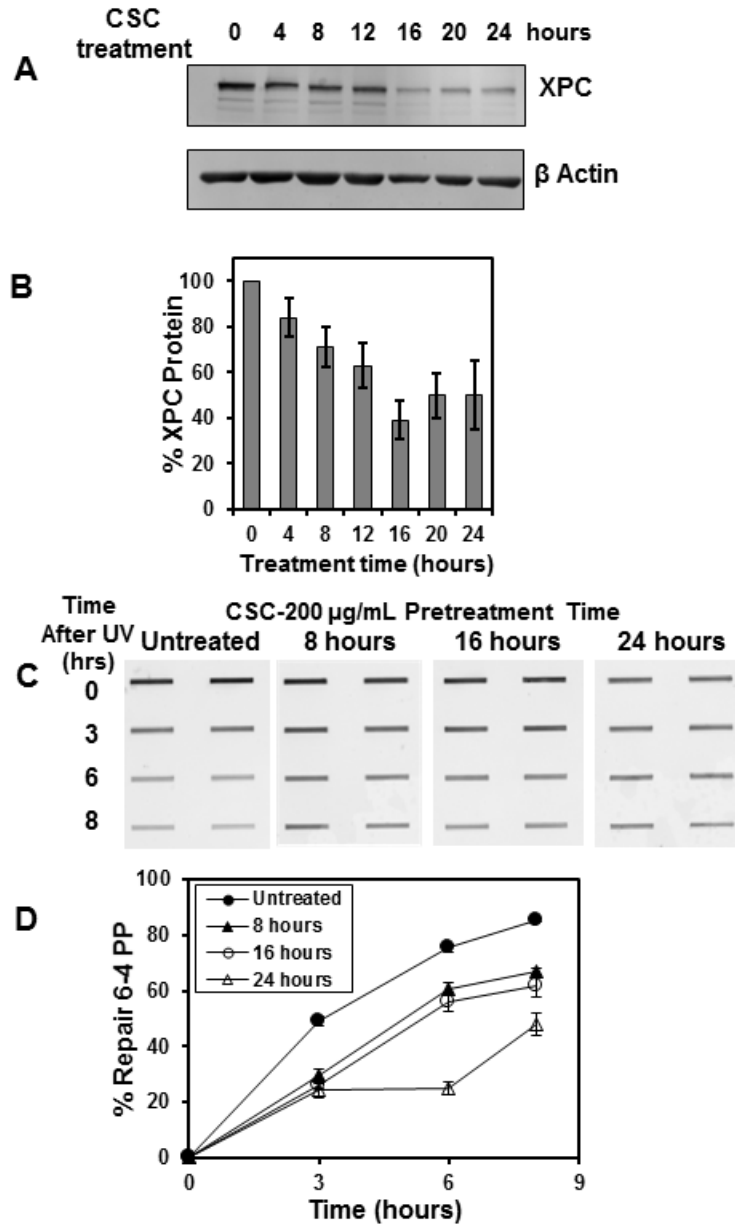 CSC treatment 0 4 8 12 16 20 24 hours
A
XPC
β Actin
B
% XPC Protein
100
80
60
40
20
0
0 4 8 12 16 20 24
Treatment time (hours)
Time After UV (hrs)
CSC-200 µg/mL Pretreatment Time
Untreated 8 hours 16 hours 24 hours
C
0
3
6
8
D
% Repair 6-4 PP
100
80
60
40
20
0
Untreated
8 hours
16 hours
24 hours
0 3 6 9
Time (hours)